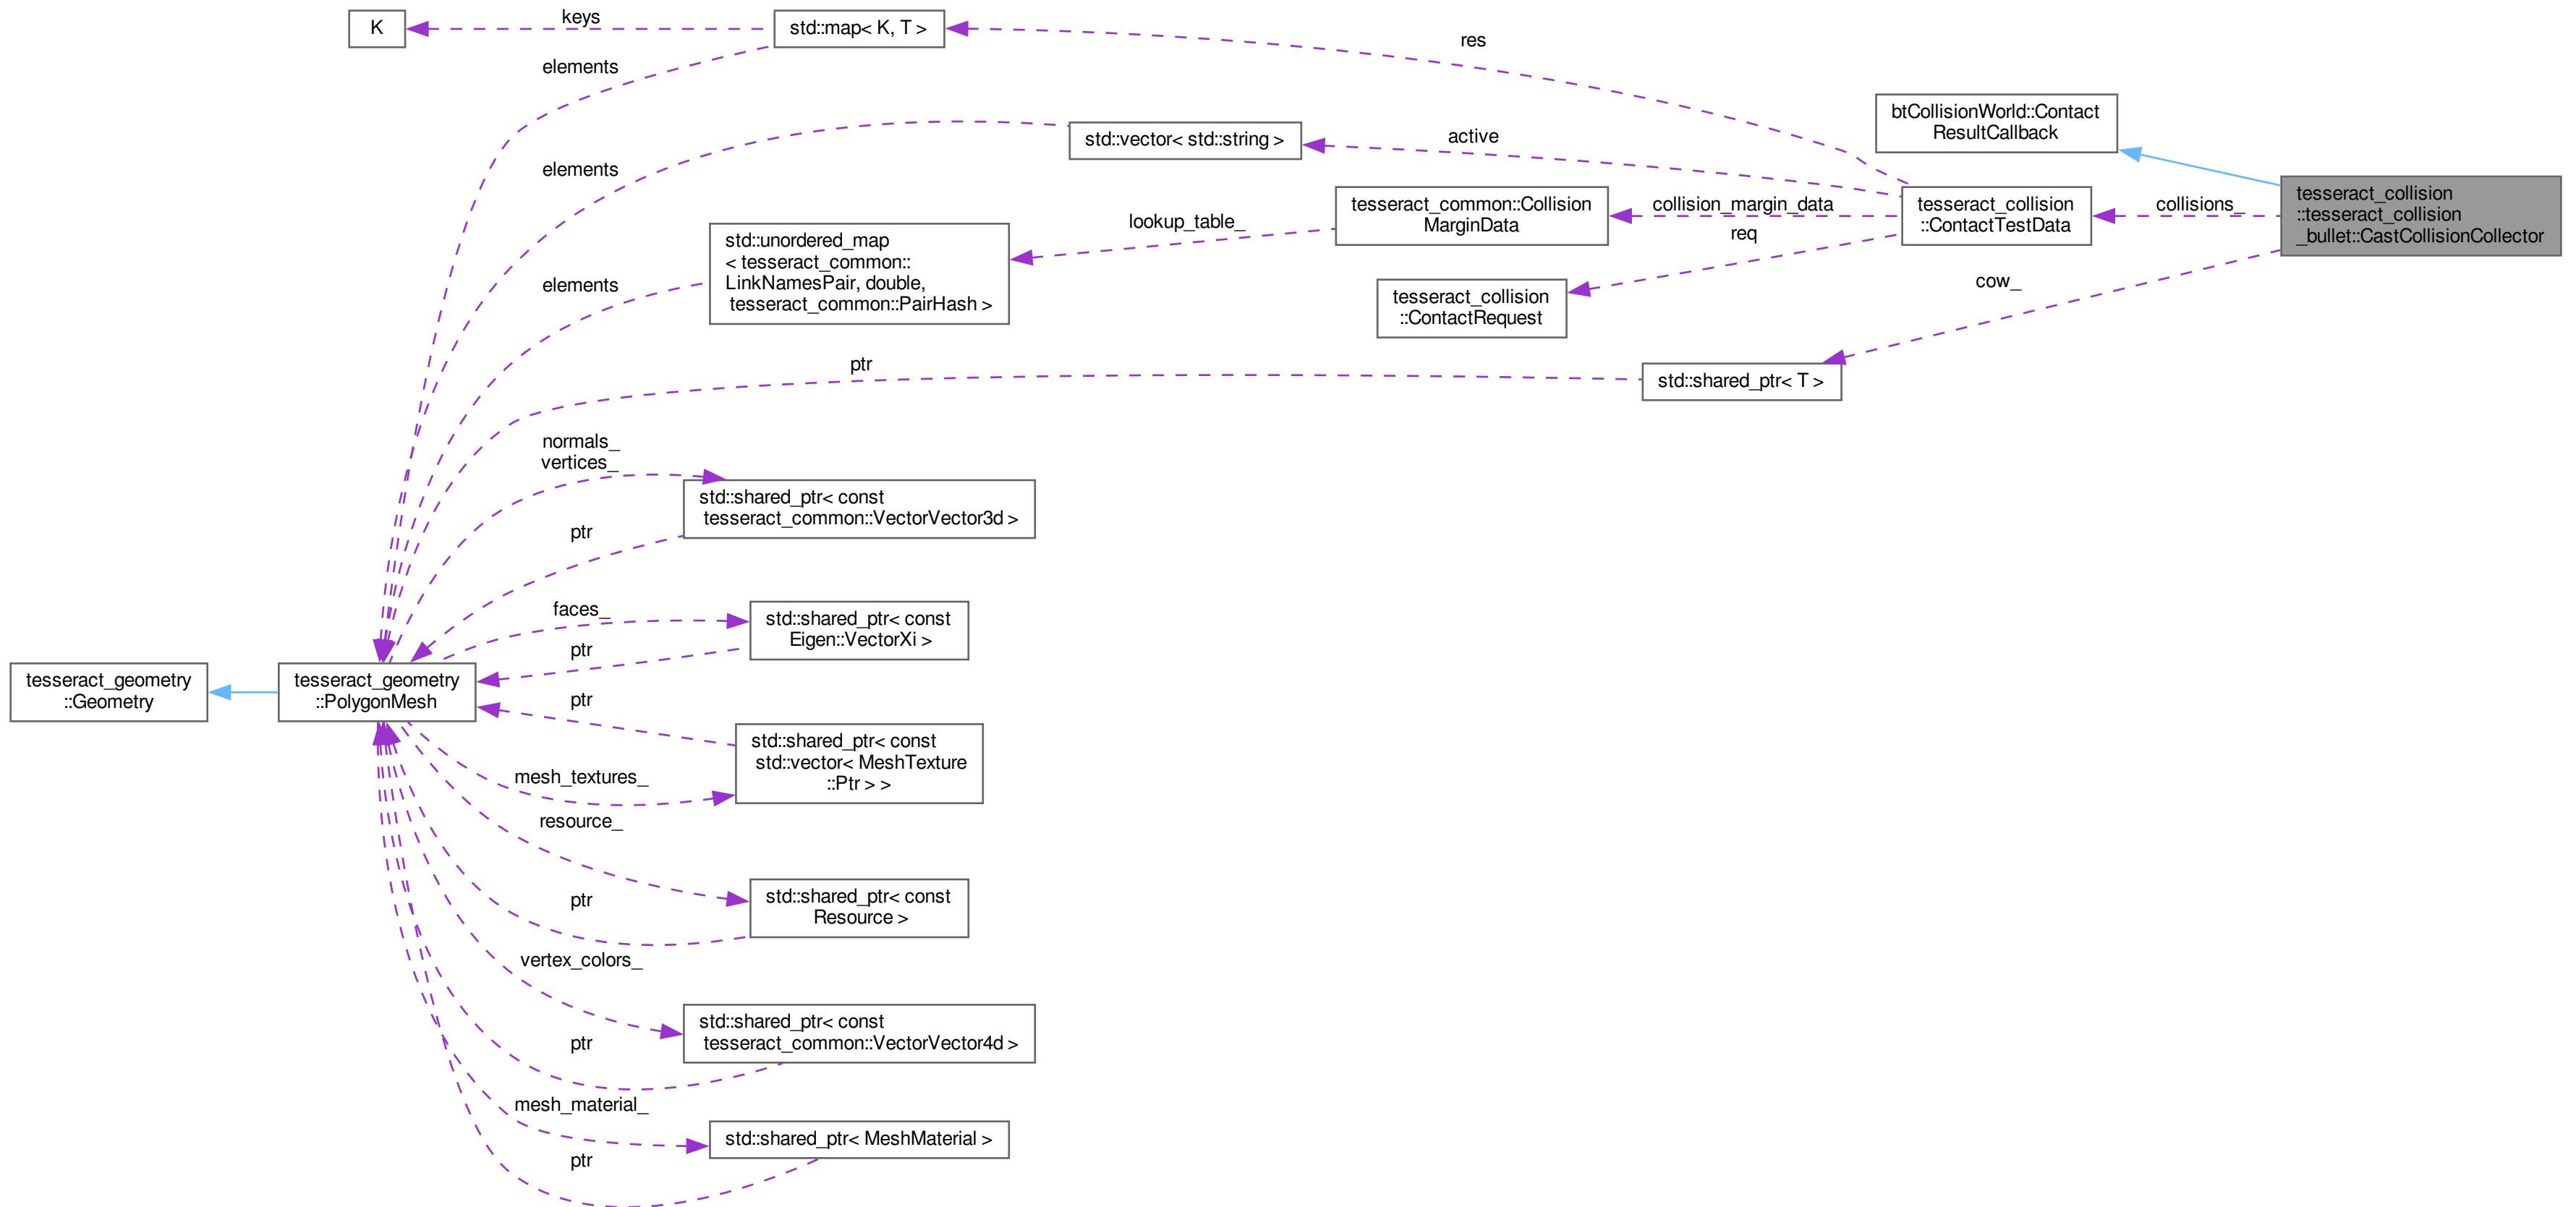 K
keys
std::map< K, T >
res
elements
btCollisionWorld::Contact
ResultCallback
std::vector< std::string >
active
elements
tesseract_collision
::tesseract_collision
_bullet::CastCollisionCollector
collisions_
tesseract_collision
::ContactTestData
collision_margin_data
req
tesseract_common::Collision
MarginData
lookup_table_
std::unordered_map
< tesseract_common::
LinkNamesPair, double,
tesseract_common::PairHash >
elements
tesseract_collision
::ContactRequest
cow_
std::shared_ptr< T >
ptr
normals_
vertices_
std::shared_ptr< const
tesseract_common::VectorVector3d >
ptr
faces_
std::shared_ptr< const
Eigen::VectorXi >
ptr
tesseract_geometry
::Geometry
tesseract_geometry
::PolygonMesh
ptr
std::shared_ptr< const
std::vector< MeshTexture
::Ptr > >
mesh_textures_
resource_
std::shared_ptr< const
Resource >
ptr
vertex_colors_
std::shared_ptr< const
tesseract_common::VectorVector4d >
ptr
mesh_material_
std::shared_ptr< MeshMaterial >
ptr